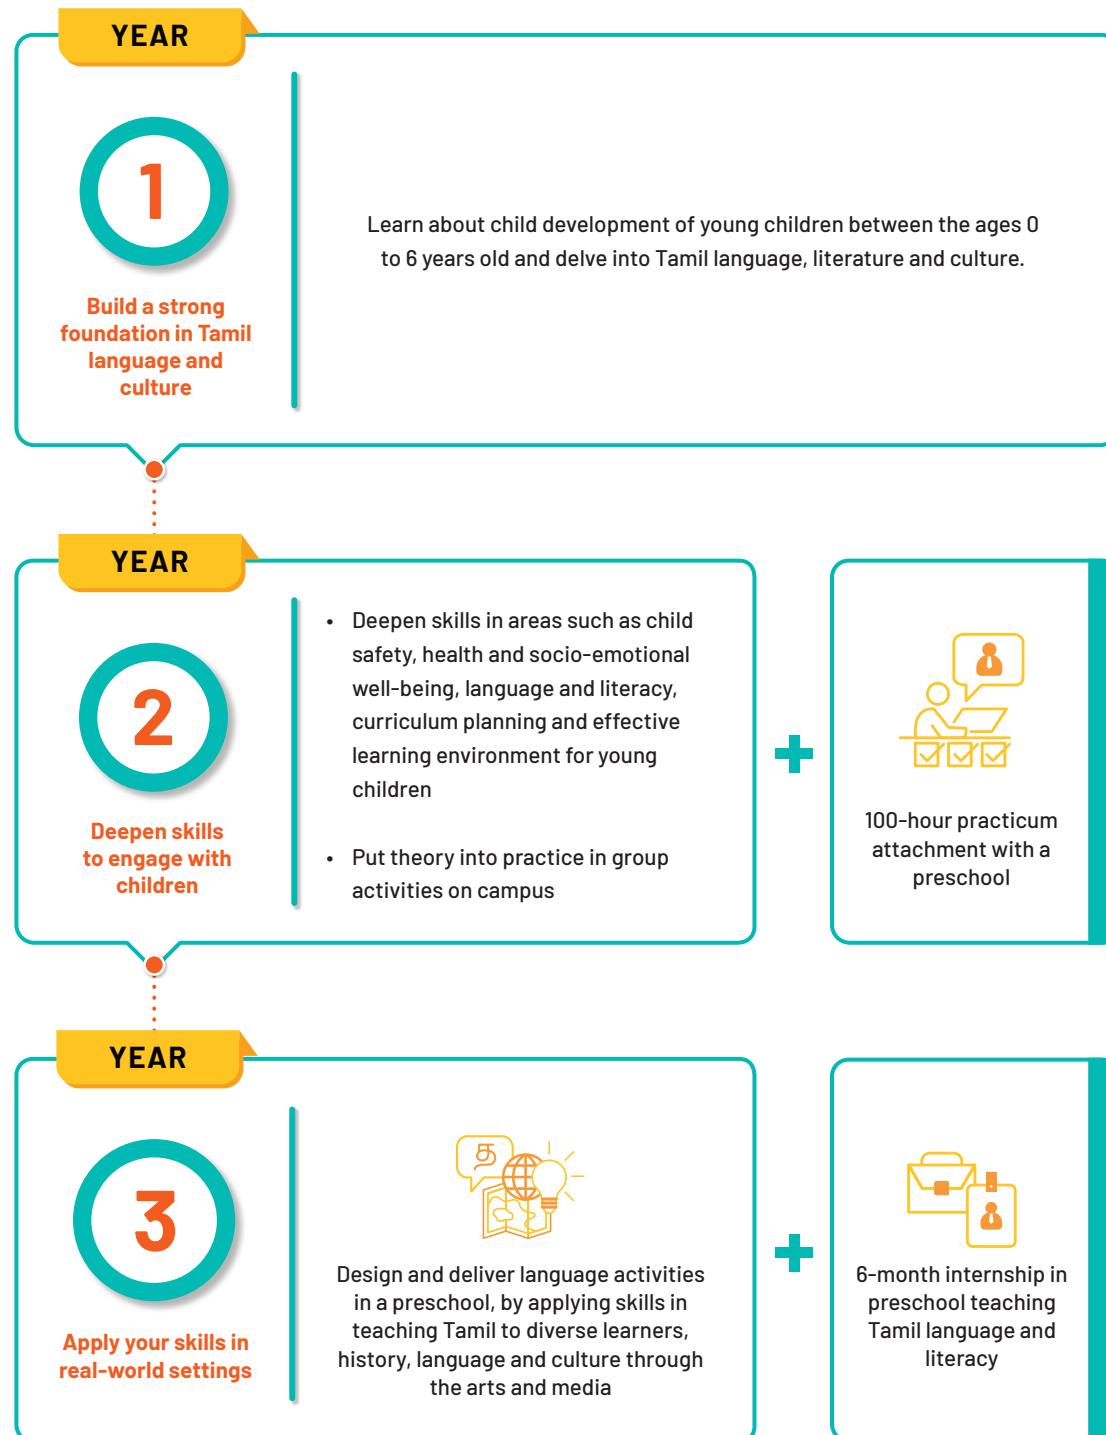 YEAR
1
Build a strong
foundation in Tamil
language and
culture
Learn about child development of young children between the ages 0
to 6 years old and delve into Tamil language, literature and culture.
YEAR
2
Deepen skills
to engage with
children
• Deepen skills in areas such as child
safety, health and socio-emotional
well-being, language and literacy,
curriculum planning and effective
learning environment for young
children
• Put theory into practice in group
activities on campus
100-hour practicum
attachment with a
preschool
YEAR
3
Apply your skills in
real-world settings
த
Design and deliver language activities
in a preschool, by applying skills in
teaching Tamil to diverse learners,
history, language and culture through
the arts and media
6-month internship in
preschool teaching
Tamil language and
literacy